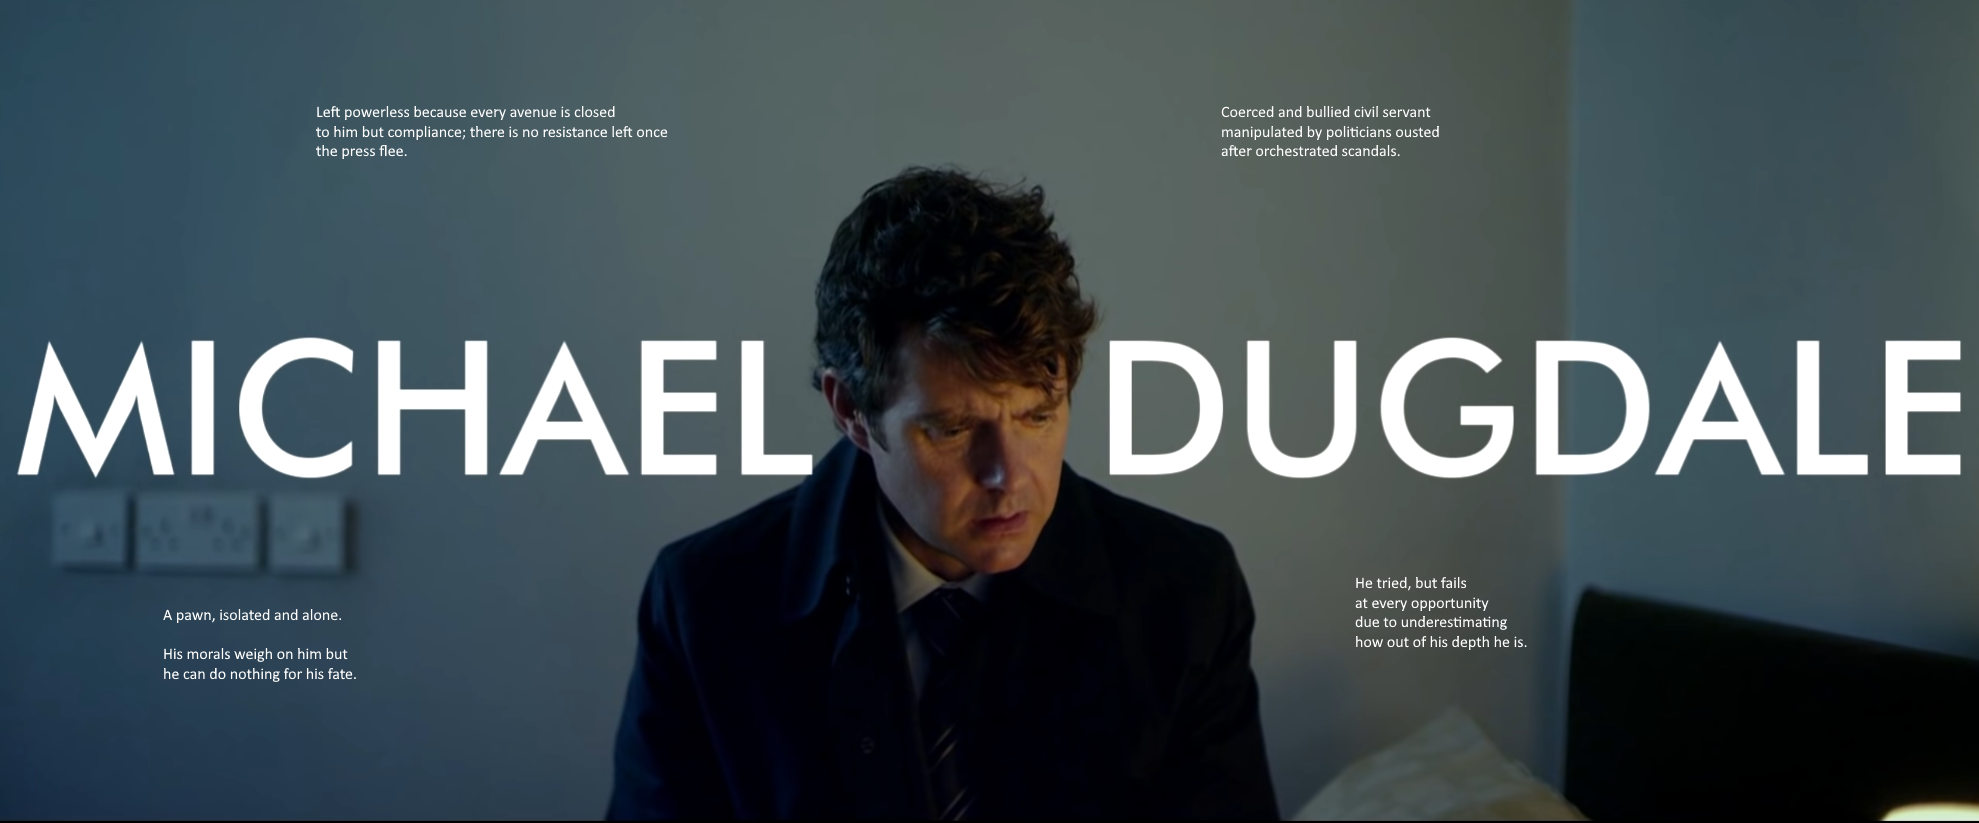 Left powerless because every avenue is closed
to him but compliance; there is no resistance left once
the press flee.
Coerced and bullied civil servant
manipulated by politicians ousted
after orchestrated scandals.
MICHAEL DUGDALE
A pawn, isolated and alone.
His morals weigh on him but
he can do nothing for his fate.
He tried, but fails
at every opportunity
due to underestimating
how out of his depth he is.